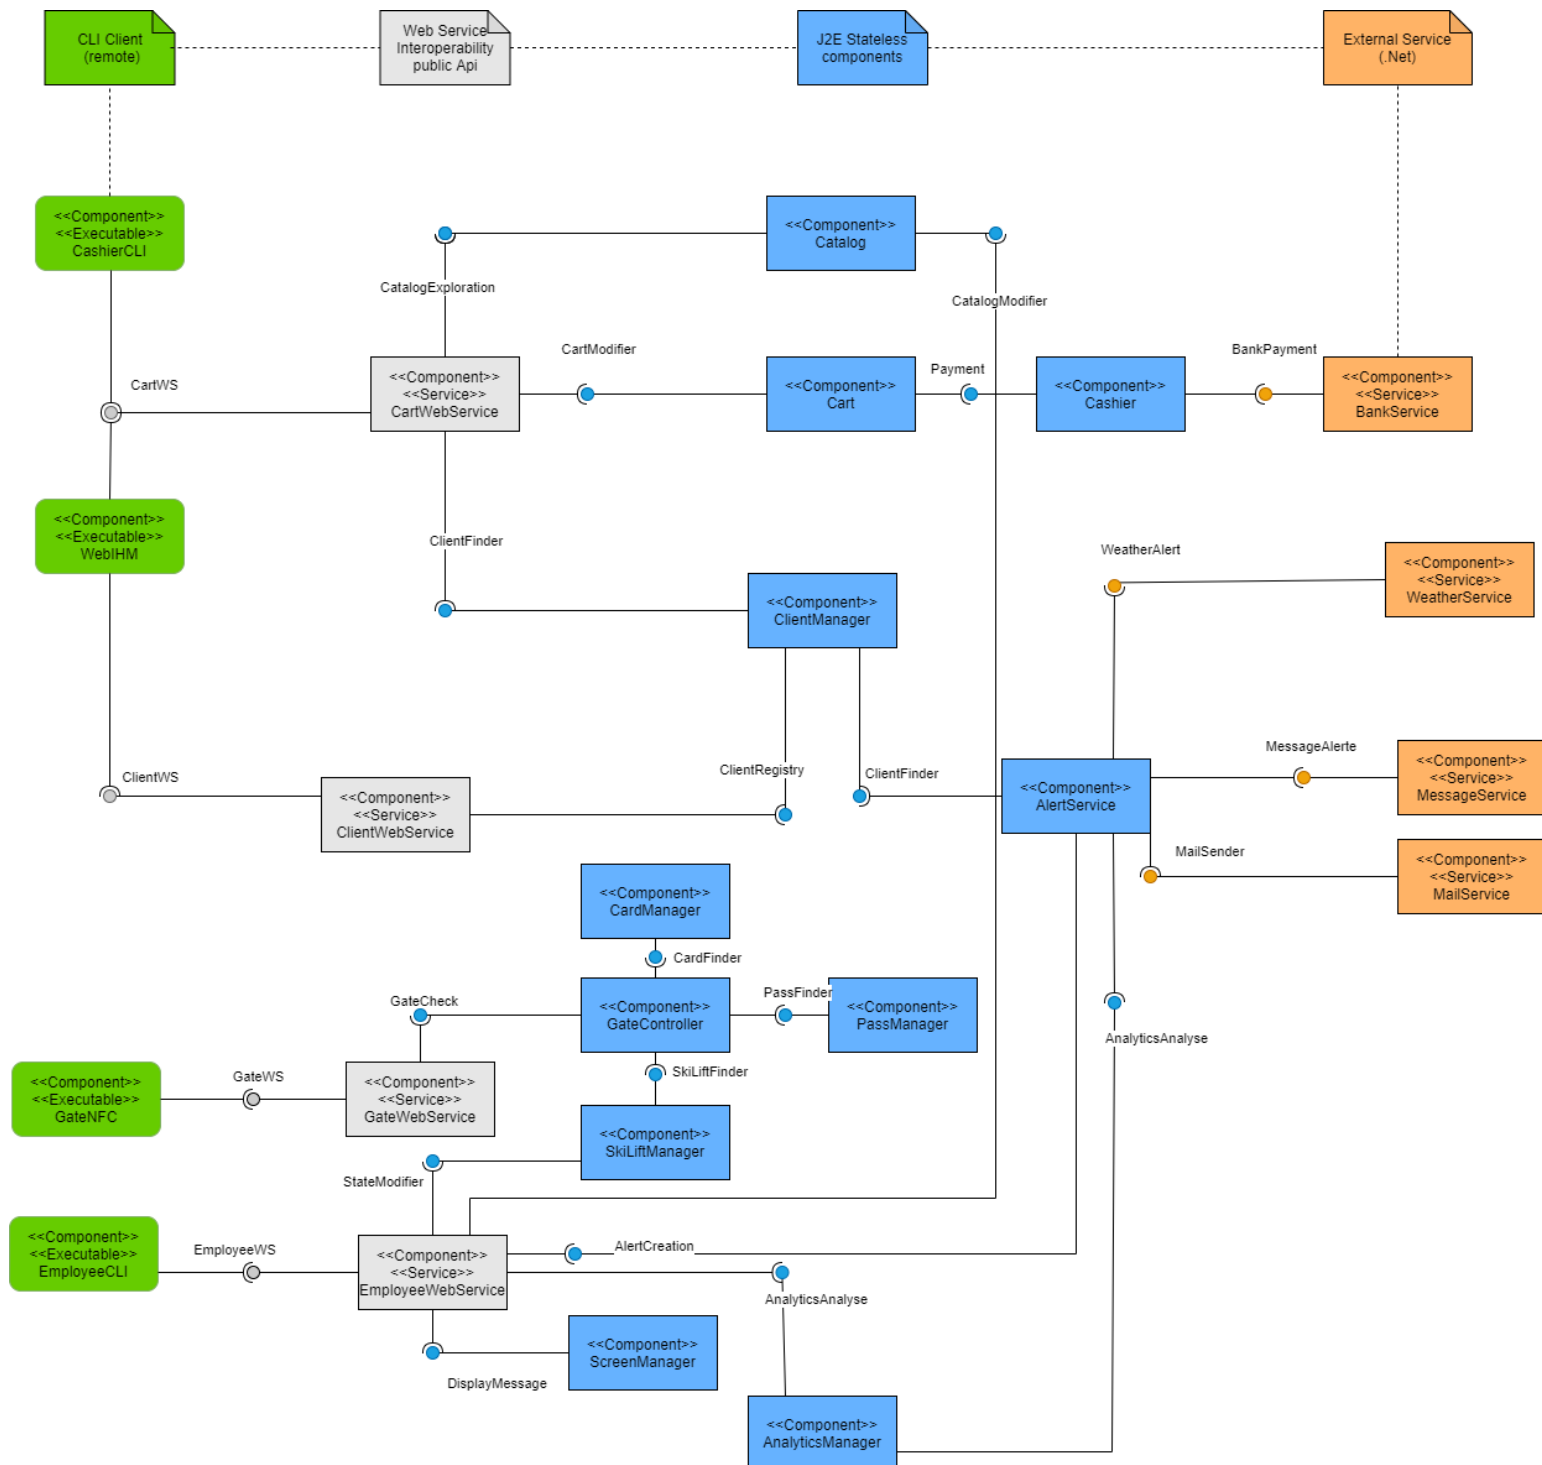 CLI Client
(remote)
Web Service
Interoperability
public Api
J2E Stateless
components
External Service
(.Net)
<<Component>>
<<Executable>>
CashierCLI
<<Component>>
Catalog
CatalogExploration
CatalogModifier
CartWS
<<Component>>
<<Service>>
CartWebService
CartModifier
<<Component>>
Cart
Payment
<<Component>>
Cashier
BankPayment
<<Component>>
<<Service>>
BankService
<<Component>>
<<Executable>>
WebIHM
ClientFinder
WeatherAlert
<<Component>>
<<Service>>
WeatherService
<<Component>>
ClientManager
ClientWS
<<Component>>
<<Service>>
ClientWebService
ClientRegistry
ClientFinder
<<Component>>
AlertService
MessageAlerte
<<Component>>
<<Service>>
MessageService
MailSender
<<Component>>
<<Service>>
MailService
<<Component>>
CardManager
CardFinder
GateCheck
<<Component>>
GateController
PassFinder
<<Component>>
PassManager
AnalyticsAnalyse
SkiLiftFinder
<<Component>>
<<Executable>>
GateNFC
GateWS
<<Component>>
<<Service>>
GateWebService
<<Component>>
SkiLiftManager
StateModifier
<<Component>>
<<Executable>>
EmployeeCLI
EmployeeWS
<<Component>>
<<Service>>
EmployeeWebService
AlertCreation
AnalyticsAnalyse
<<Component>>
ScreenManager
DisplayMessage
<<Component>>
AnalyticsManager